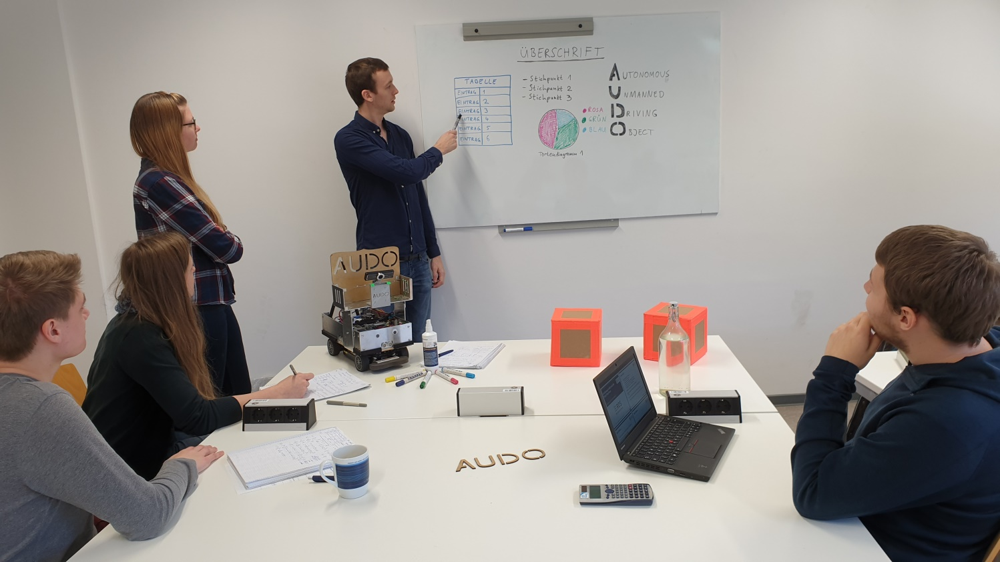 ÜBERSCHRIFT
TABELLE
EINTRAG 1
EINTRAG 2
EINTRAG 3
EINTRAG 4
EINTRAG 5
EINTRAG 6
- Stichpunkt 1
- Stichpunkt 2
- Stichpunkt 3
ROSA
GRÜN
BLAU
Tortendiagramm 1
AUTONOMOUS
UNMANNED
DRIVING
OBJECT
AUDO
AUDO
AUDO